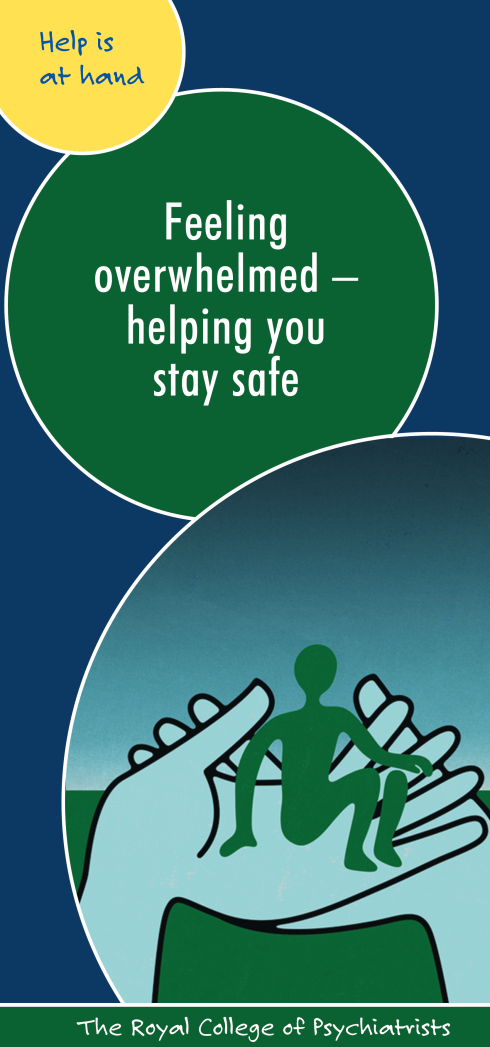 Help is
at hand
Feeling
overwhelmed –
helping you
stay safe
The Royal College of Psychiatrists